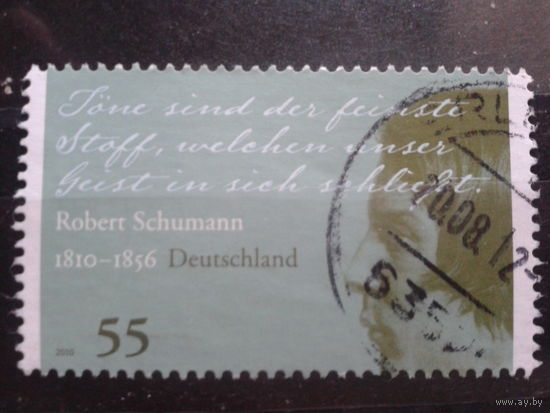 Töne sind der feinste
Stoff, welchen unser
Geist in sich schließt.
Robert Schumann
1810–1856 Deutschland
55
2010
www.ay.by